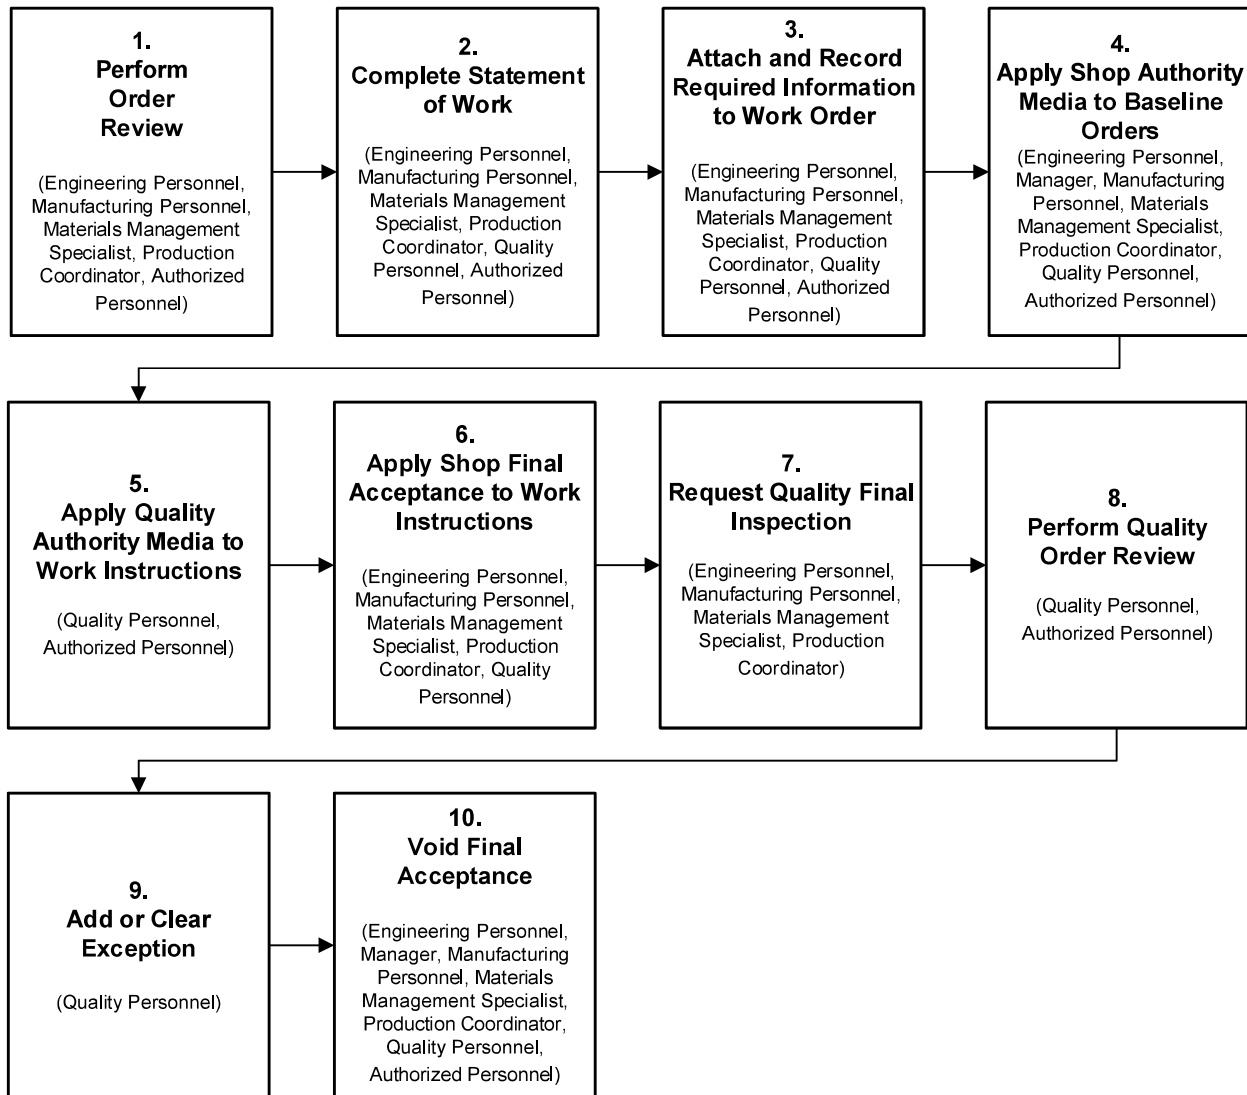 1.
Perform
Order
Review
(Engineering Personnel,
Manufacturing Personnel,
Materials Management
Specialist, Production
Coordinator, Authorized
Personnel)
2.
Complete Statement
of Work
(Engineering Personnel,
Manufacturing Personnel,
Materials Management
Specialist, Production
Coordinator, Quality
Personnel, Authorized
Personnel)
3.
Attach and Record
Required Information
to Work Order
(Engineering Personnel,
Manufacturing Personnel,
Materials Management
Specialist, Production
Coordinator, Quality
Personnel, Authorized
Personnel)
4.
Apply Shop Authority
Media to Baseline
Orders
(Engineering Personnel,
Manager, Manufacturing
Personnel, Materials
Management Specialist,
Production Coordinator,
Quality Personnel,
Authorized Personnel)
5.
Apply Quality
Authority Media to
Work Instructions
(Quality Personnel,
Authorized Personnel)
6.
Apply Shop Final
Acceptance to Work
Instructions
(Engineering Personnel,
Manufacturing Personnel,
Materials Management
Specialist, Production
Coordinator, Quality
Personnel)
7.
Request Quality Final
Inspection
(Engineering Personnel,
Manufacturing Personnel,
Materials Management
Specialist, Production
Coordinator)
8.
Perform Quality
Order Review
(Quality Personnel,
Authorized Personnel)
9.
Add or Clear
Exception
(Quality Personnel)
10.
Void Final
Acceptance
(Engineering Personnel,
Manager, Manufacturing
Personnel, Materials
Management Specialist,
Production Coordinator,
Quality Personnel,
Authorized Personnel)